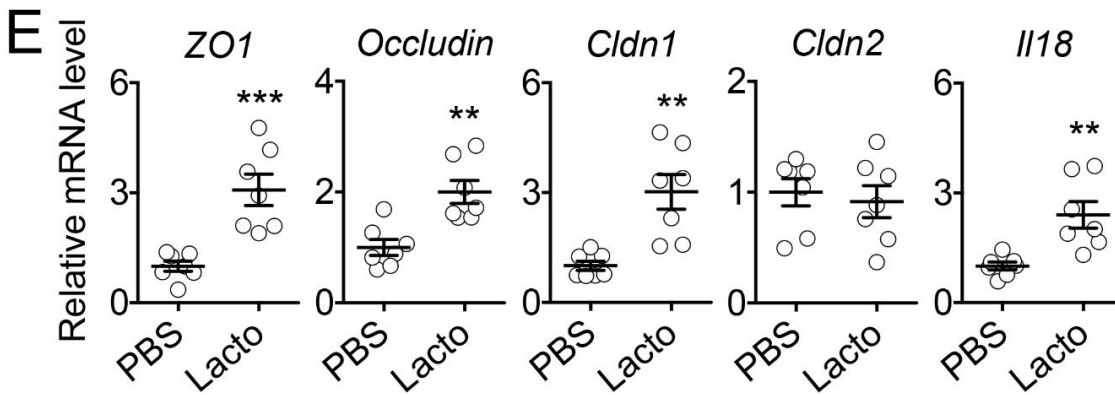 E
ZO1 Occludin Cldn1 Cldn2 Il18
Relative mRNA level
6 4 6 2 6
*** ** ** **
3 2 3 1 3
0 0 0 0 0
PBS Lacto PBS Lacto PBS Lacto PBS Lacto PBS Lacto